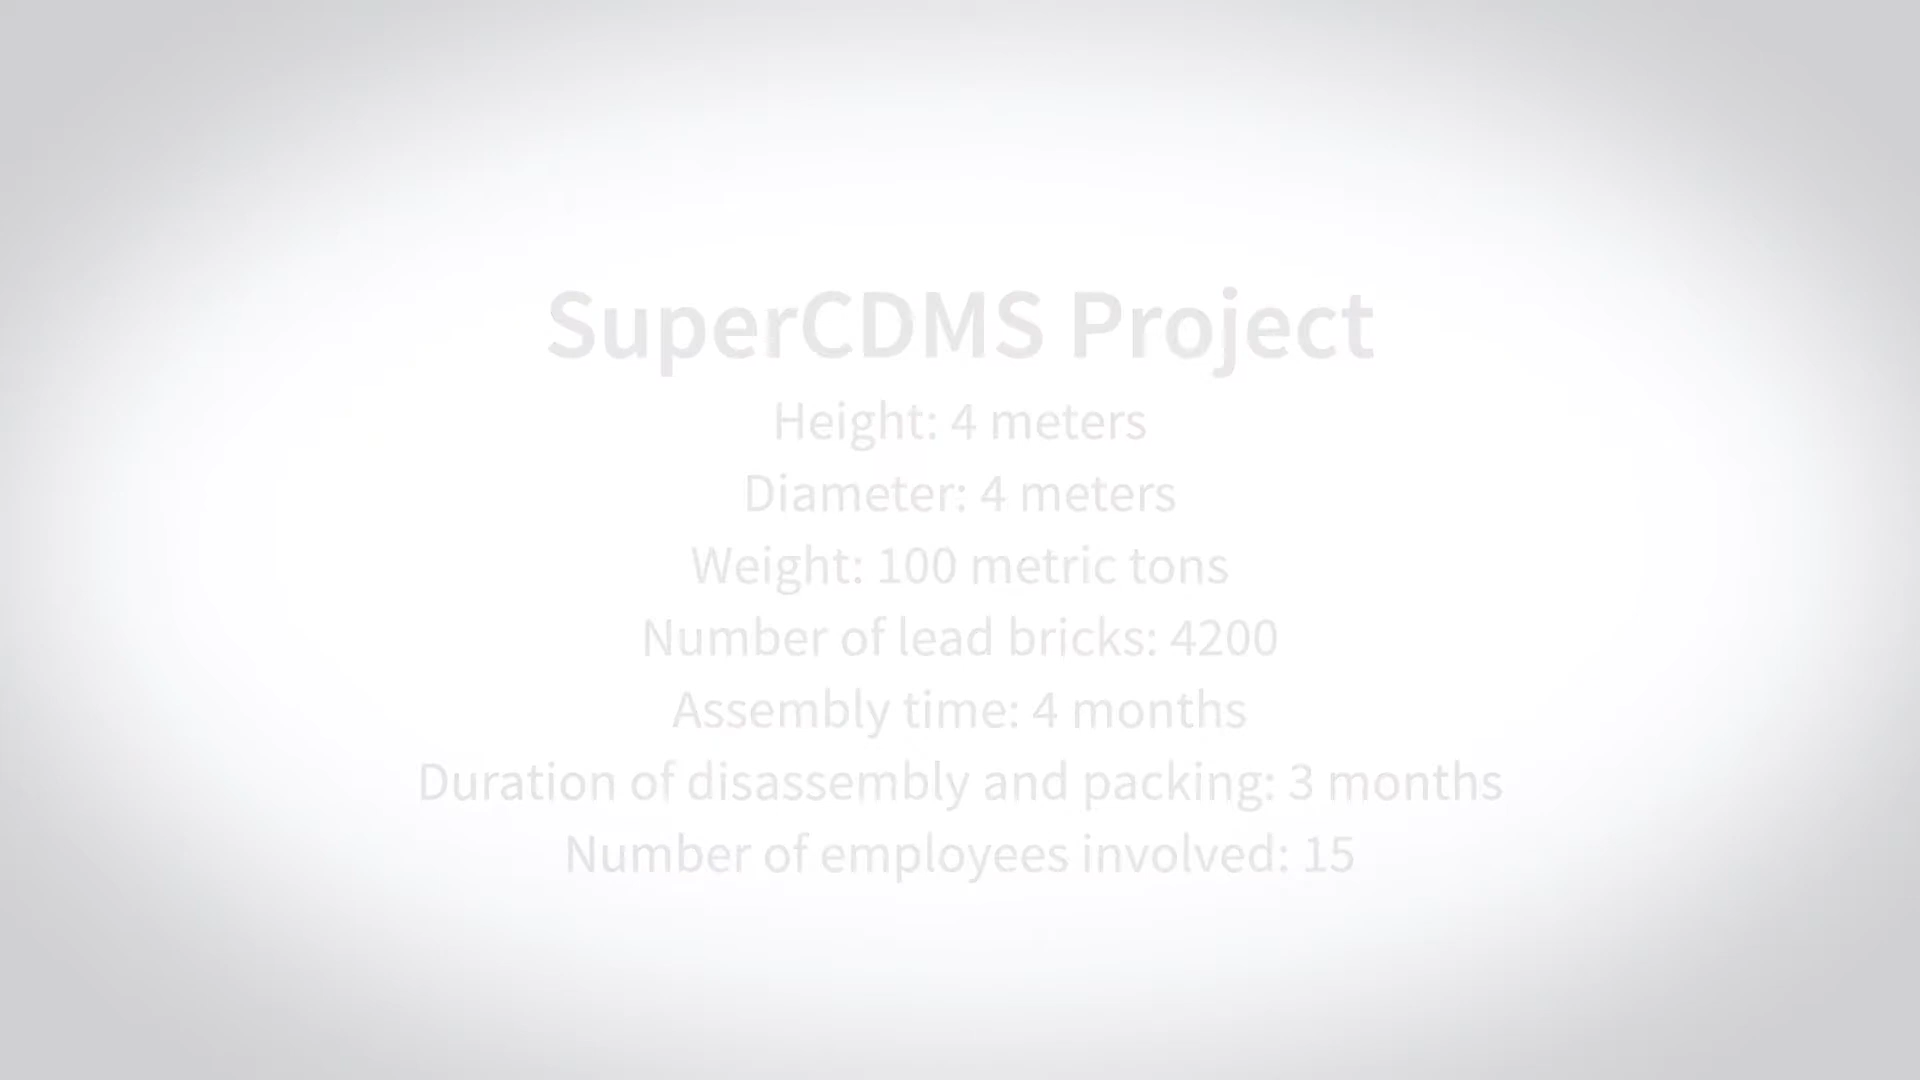 SuperCDMS Project
Height: 4 meters
Diameter: 4 meters
Weight: 100 metric tons
Number of lead bricks: 4200
Assembly time: 4 months
Duration of disassembly and packing: 3 months
Number of employees involved: 15